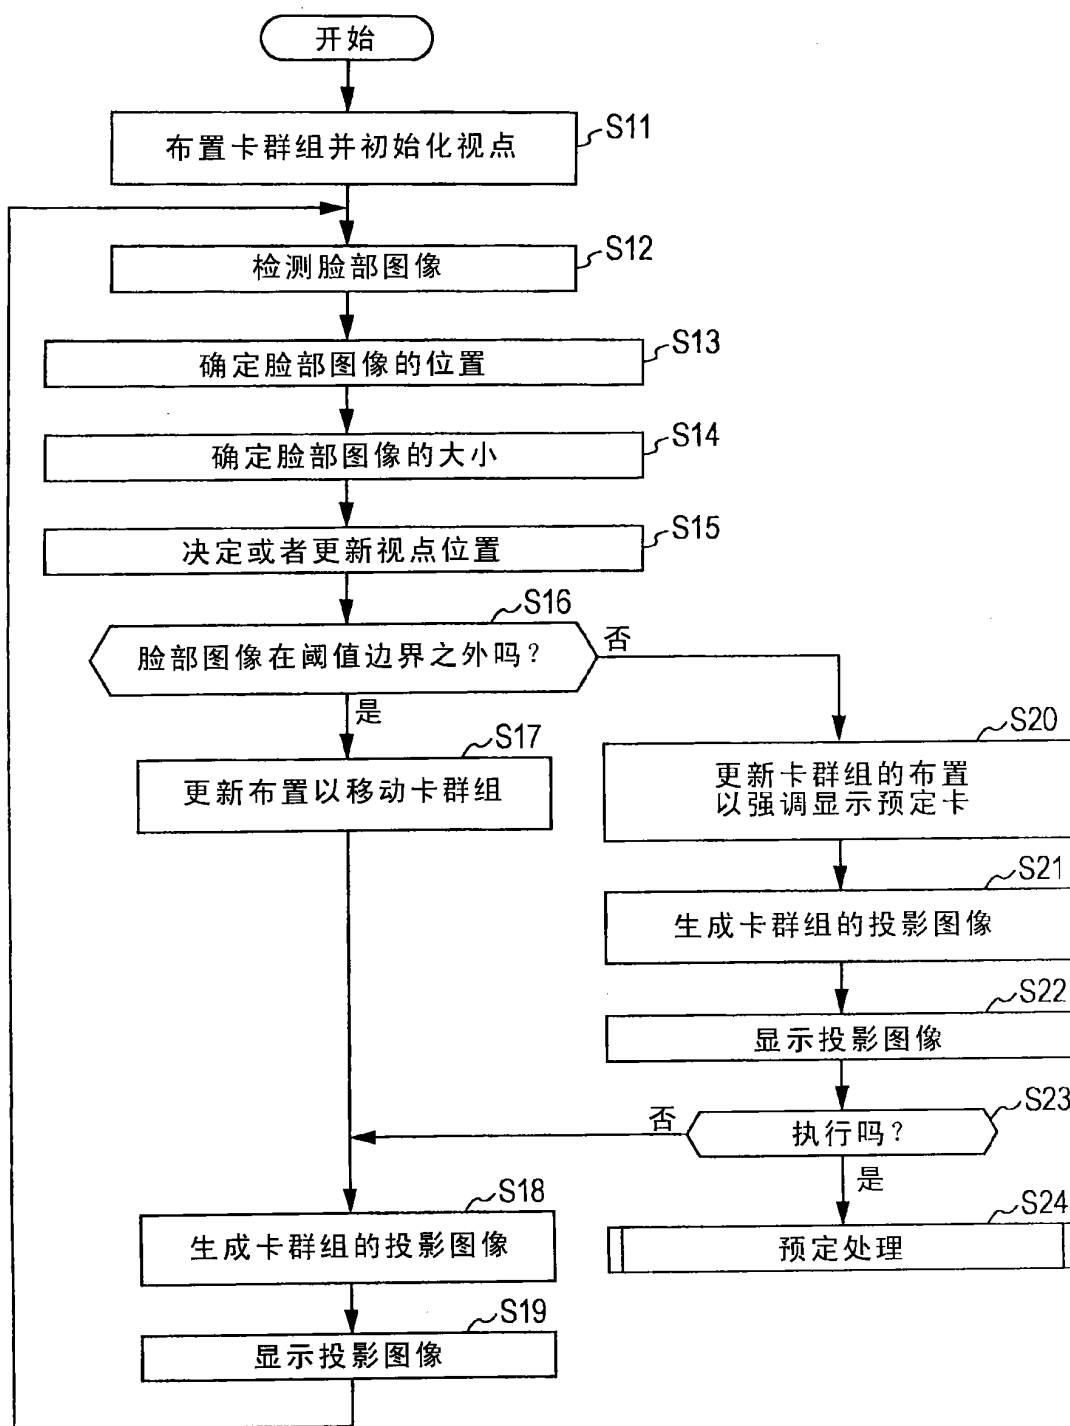 开始
布置卡群组并初始化视点
S11
检测脸部图像
S12
确定脸部图像的位置
S13
确定脸部图像的大小
S14
决定或者更新视点位置
S15
脸部图像在阈值边界之外吗？
S16
否
是
更新布置以移动卡群组
S17
更新卡群组的布置
以强调显示预定卡
S20
生成卡群组的投影图像
S21
显示投影图像
S22
执行吗？
S23
否
是
生成卡群组的投影图像
S18
预定处理
S24
显示投影图像
S19